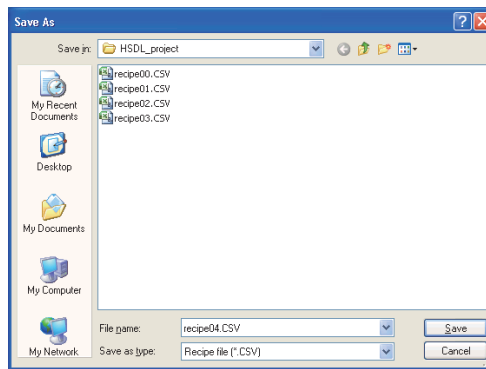 Save As
Save in:
HSDL_project
recipe00.CSV
recipe01.CSV
recipe02.CSV
recipe03.CSV
My Recent
Documents
Desktop
My Documents
My Computer
My Network
File name:
recipe04.CSV
Save
Save as type:
Recipe file (*.CSV)
Cancel